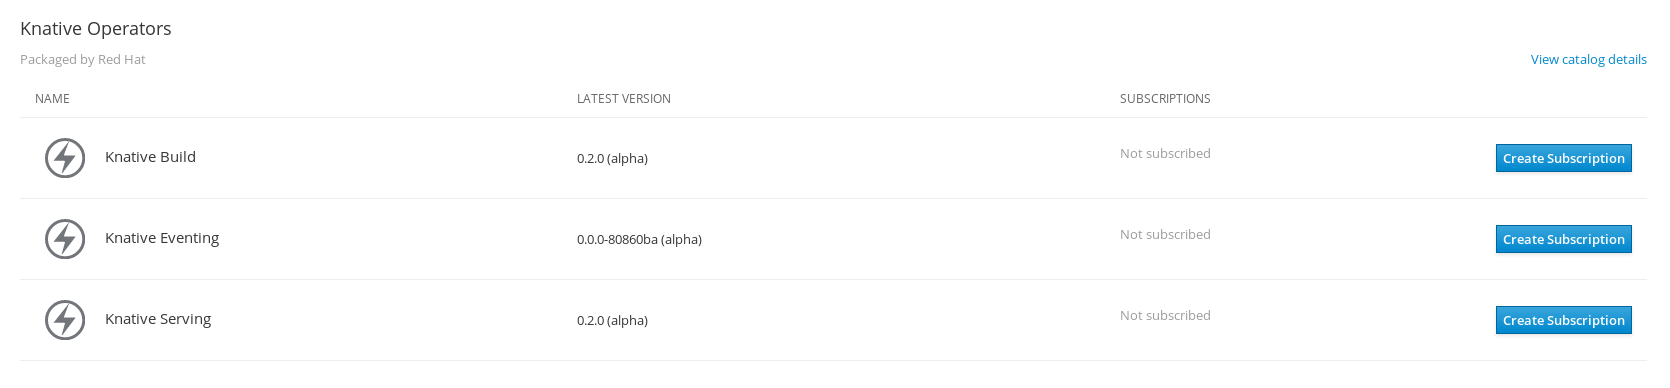 Knative Operators
Packaged by Red Hat View catalog details
NAME LATEST VERSION SUBSCRIPTIONS
Knative Build 0.2.0 (alpha) Not subscribed Create Subscription
Knative Eventing 0.0.0-80860ba (alpha) Not subscribed Create Subscription
Knative Serving 0.2.0 (alpha) Not subscribed Create Subscription